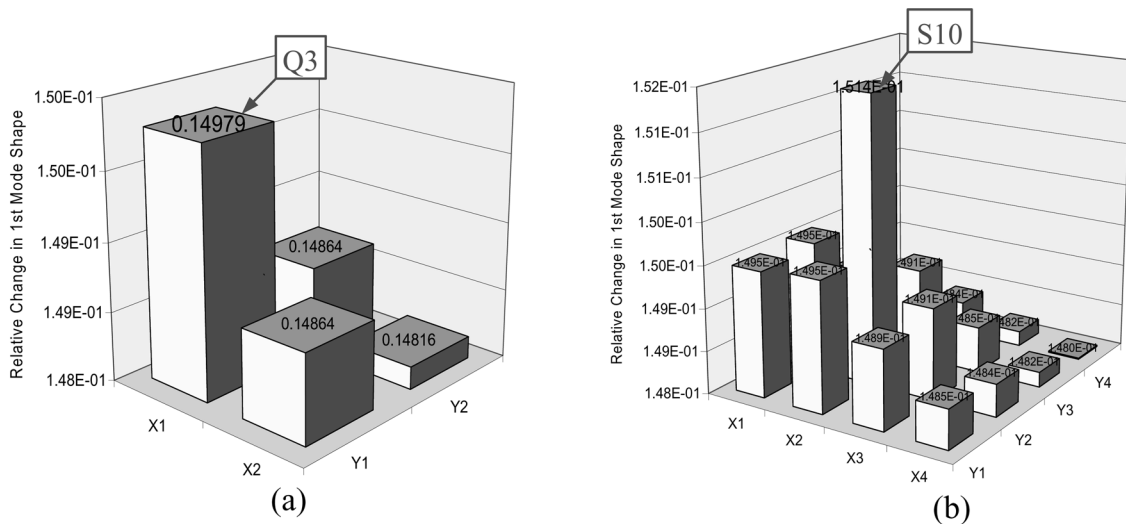 Q3
Relative Change in 1st Mode Shape
1.50E-01
1.50E-01
1.49E-01
1.49E-01
1.48E-01
0.14979
0.14864
0.14864
0.14816
X1
X2
Y1
Y2
(a)
S10
Relative Change in 1st Mode Shape
1.52E-01
1.51E-01
1.51E-01
1.50E-01
1.50E-01
1.49E-01
1.49E-01
1.48E-01
1.514E-01
1.495E-01
1.495E-01
1.495E-01
491E-01
1.491E-01
1.489E-01
484E-01
485E-01
482E-01
1.485E-01
1.484E-01
1.482E-01
1.480E-01
X1
X2
X3
X4
Y1
Y2
Y3
Y4
(b)